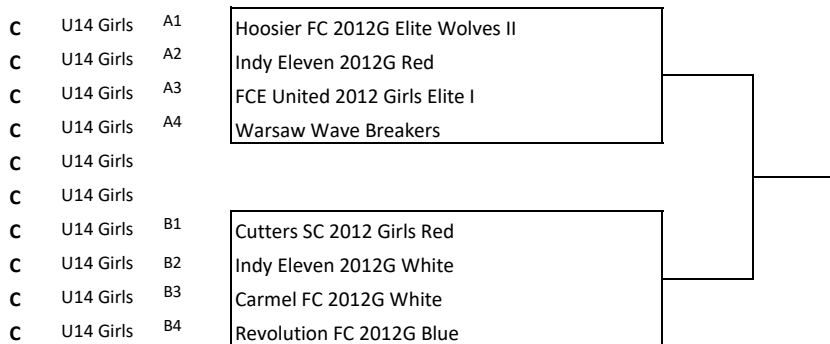 C U14 Girls A1 Hoosier FC 2012G Elite Wolves II
C U14 Girls A2 Indy Eleven 2012G Red
C U14 Girls A3 FCE United 2012 Girls Elite I
C U14 Girls A4 Warsaw Wave Breakers
C U14 Girls
C U14 Girls
C U14 Girls B1 Cutters SC 2012 Girls Red
C U14 Girls B2 Indy Eleven 2012G White
C U14 Girls B3 Carmel FC 2012G White
C U14 Girls B4 Revolution FC 2012G Blue